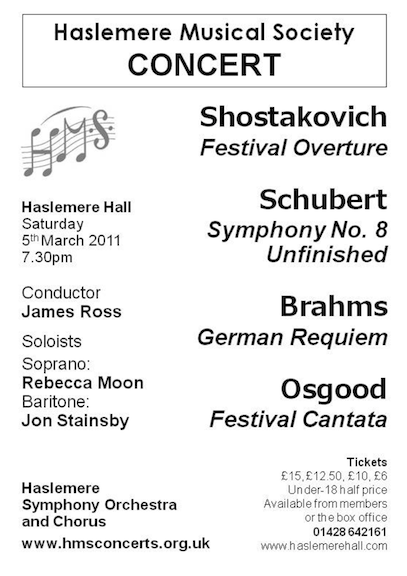 Haslemere Musical Society
CONCERT
HMS
Haslemere Hall
Saturday
5th March 2011
7.30pm
Conductor
James Ross
Soloists
Soprano:
Rebecca Moon
Baritone:
Jon Stainsby
Haslemere
Symphony Orchestra
and Chorus
www.hmsconcerts.org.uk
Shostakovich
Festival Overture
Schubert
Symphony No. 8
Unfinished
Brahms
German Requiem
Osgood
Festival Cantata
Tickets
£15, £12.50, £10, £6
Under-18 half price
Available from members
or the box office
01428 642161
www.haslemerehall.com